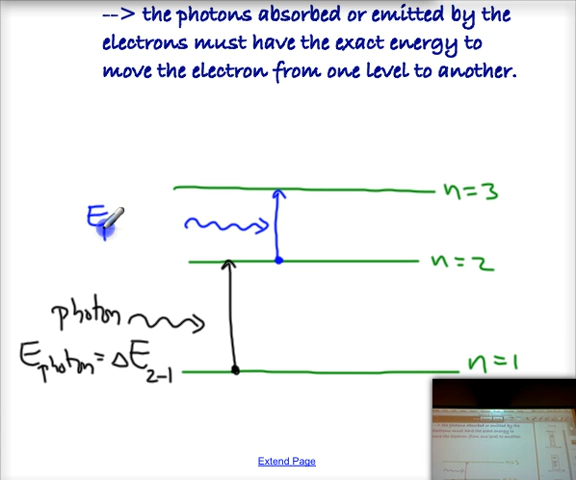 --> the photons absorbed or emitted by the
electrons must have the exact energy to
move the electron from one level to another.
n=3
E
n=2
photon
Ephoton = ΔE2-1
n=1
Extend Page